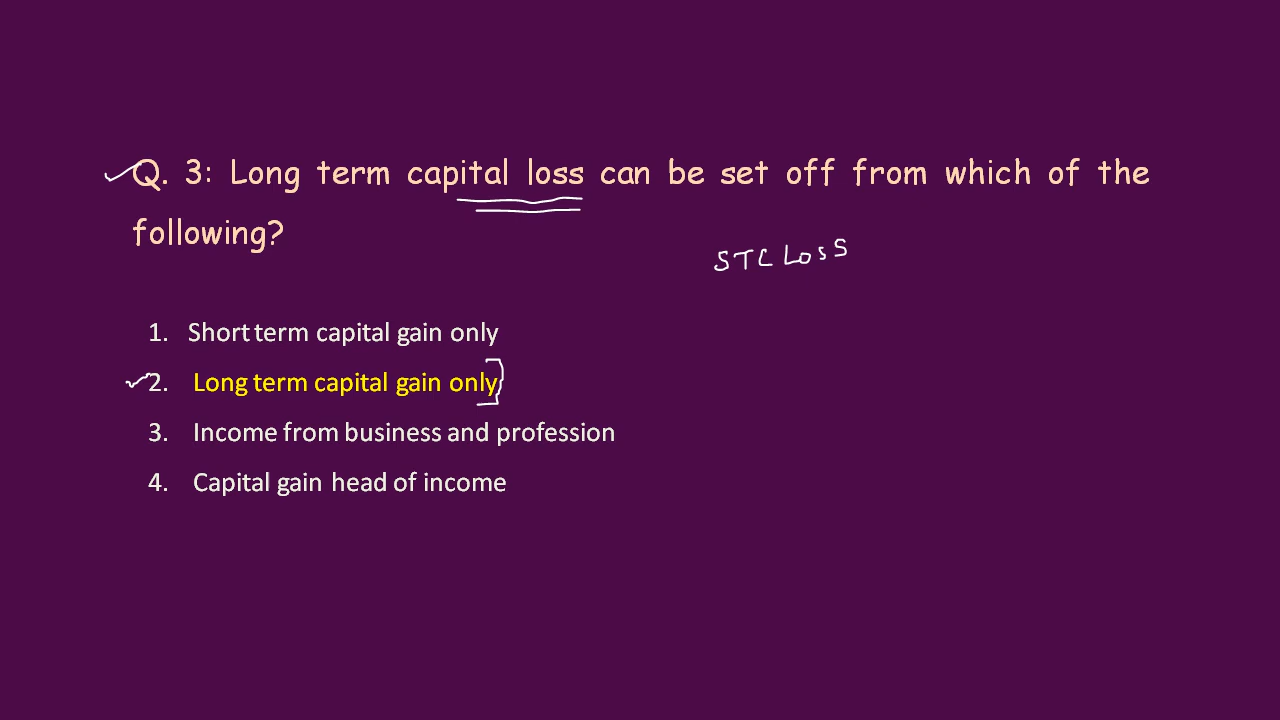 Q. 3: Long term capital loss can be set off from which of the
following?
STC LOSS
1. Short term capital gain only
2. Long term capital gain only
3. Income from business and profession
4. Capital gain head of income